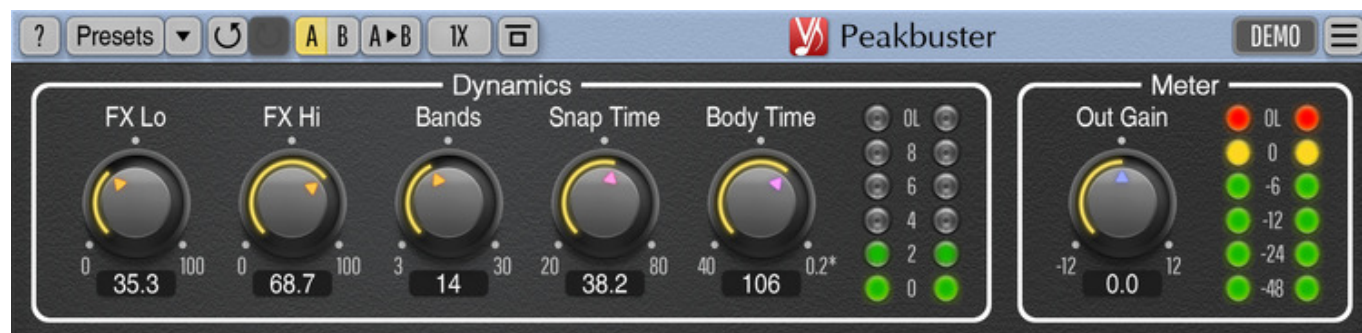 ? Presets A B A▸B 1X Peakbuster DEMO
Dynamics Meter
FX Lo FX Hi Bands Snap Time Body Time OL Out Gain OL
8 0
6 -6
4 -12
2 -24
0 100 0 100 3 30 20 80 40 0.2* -12 12
35.3 68.7 14 38.2 106 0 0.0 -48